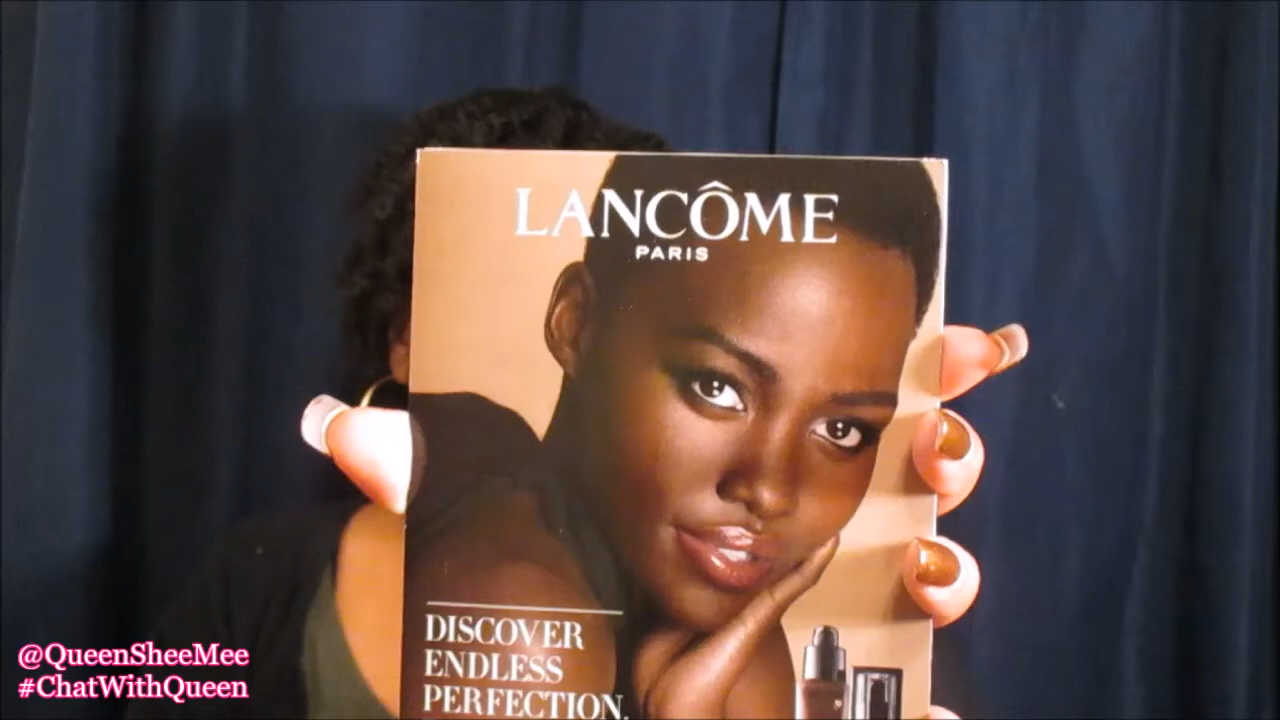 LANCÔME
PARIS
DISCOVER
ENDLESS
PERFECTION.
@QueenSheeMee
#ChatWithQueen